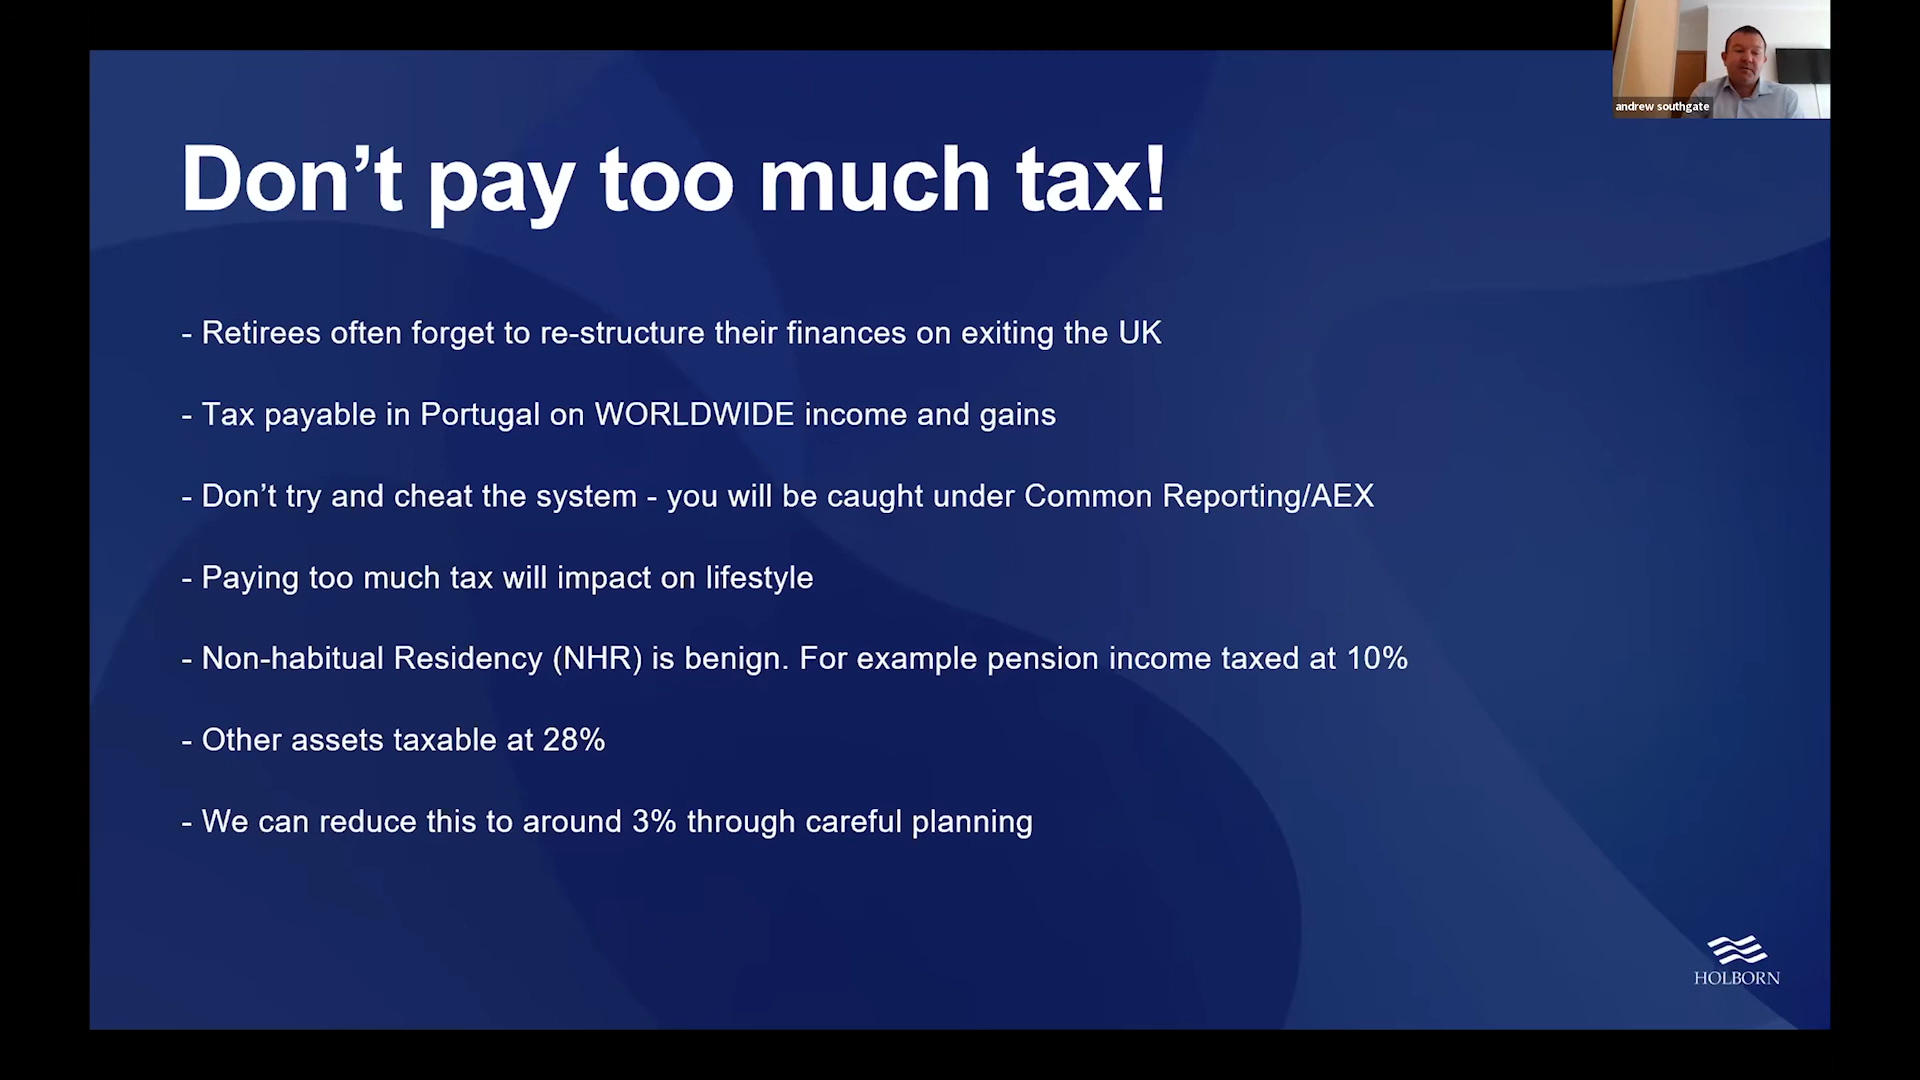 andrew southgate
Don’t pay too much tax!
- Retirees often forget to re-structure their finances on exiting the UK
- Tax payable in Portugal on WORLDWIDE income and gains
- Don’t try and cheat the system - you will be caught under Common Reporting/AEX
- Paying too much tax will impact on lifestyle
- Non-habitual Residency (NHR) is benign. For example pension income taxed at 10%
- Other assets taxable at 28%
- We can reduce this to around 3% through careful planning
HOLBORN